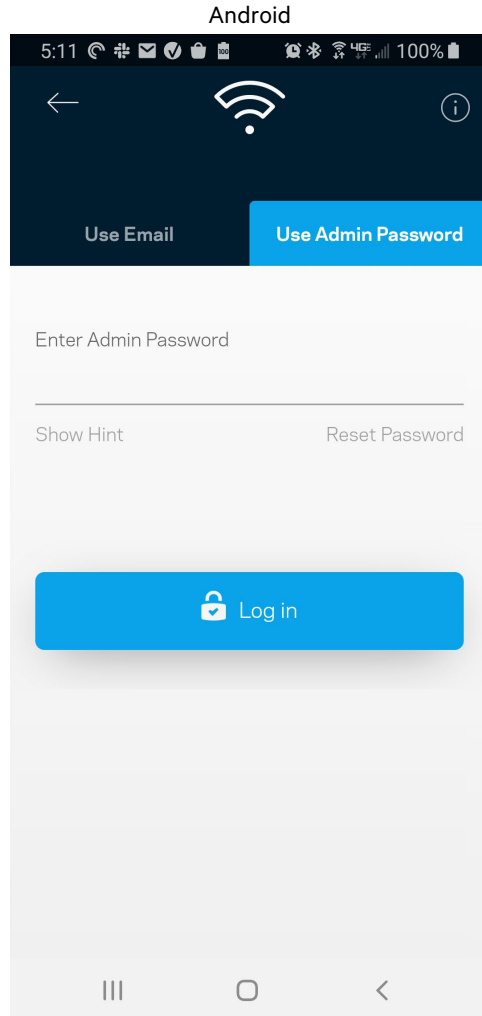 Android
5:11 100%
Use Email Use Admin Password
Enter Admin Password
Show Hint Reset Password
Log in